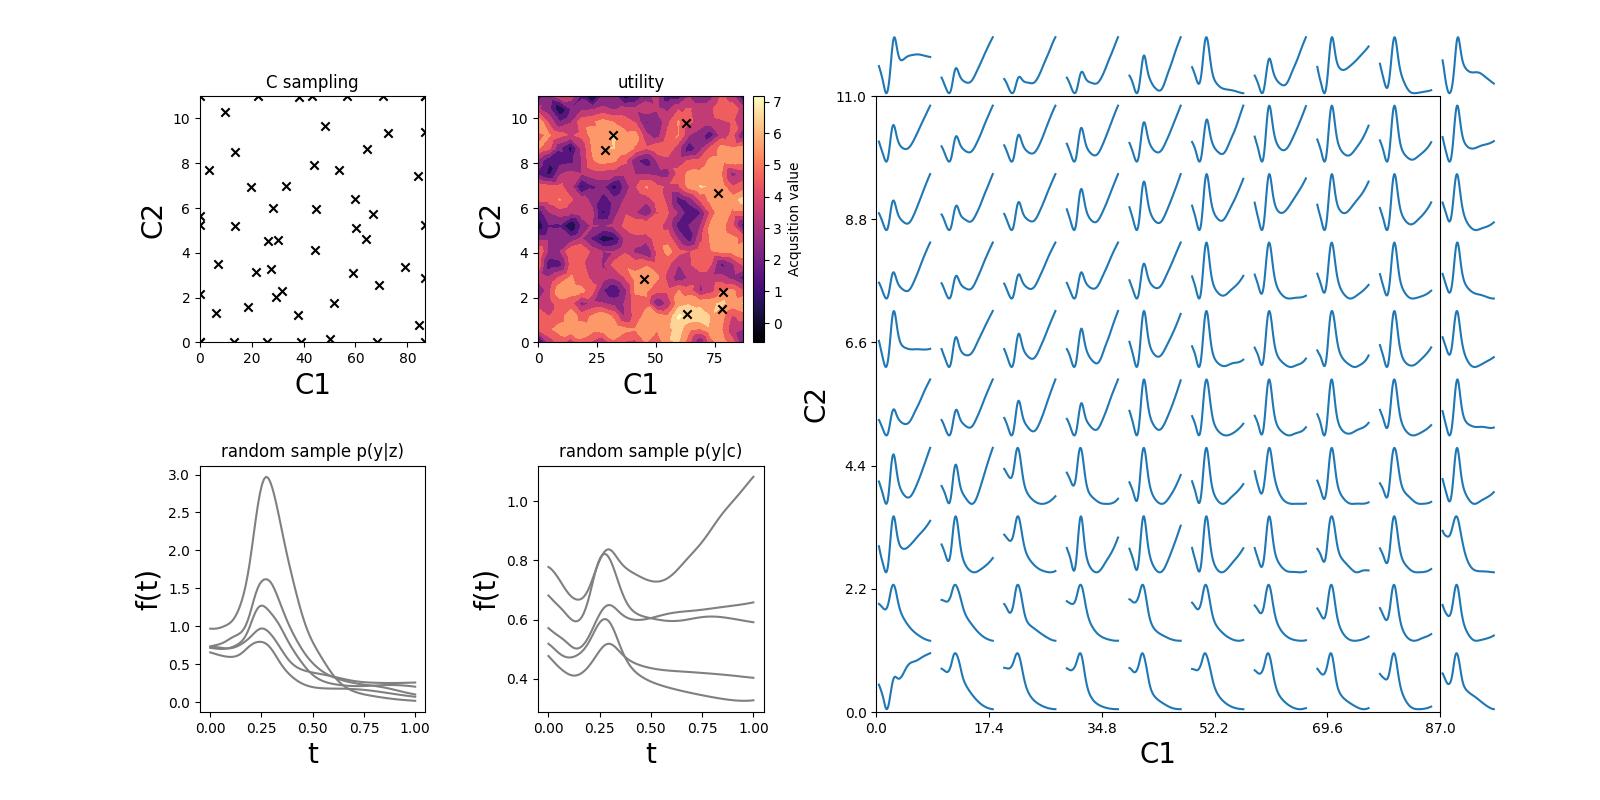 C sampling
10
8
6
4
2
0
C2
0 20 40 60 80
C1
utility
10
8
6
4
2
0
C2
0 25 50 75
C1
7
6
5
4
3
2
1
0
Acqusition value
random sample p(y|z)
3.0
2.5
2.0
1.5
1.0
0.5
0.0
f(t)
0.00 0.25 0.50 0.75 1.00
t
random sample p(y|c)
1.0
0.8
0.6
0.4
f(t)
0.00 0.25 0.50 0.75 1.00
t
11.0
8.8
6.6
4.4
2.2
0.0
C2
0.0 17.4 34.8 52.2 69.6 87.0
C1